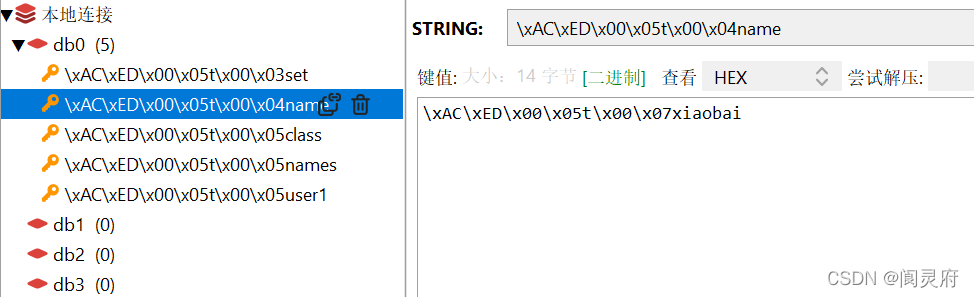 本地连接
db0 (5)
\xAC\xED\x00\x05t\x00\x03set
\xAC\xED\x00\x05t\x00\x04name
\xAC\xED\x00\x05t\x00\x05class
\xAC\xED\x00\x05t\x00\x05names
\xAC\xED\x00\x05t\x00\x05user1
db1 (0)
db2 (0)
db3 (0)
STRING: \xAC\xED\x00\x05t\x00\x04name
键值: 大小: 14 字节 [二进制] 查看 HEX 尝试解压:
\xAC\xED\x00\x05t\x00\x07xiaobai
CSDN @阆灵府